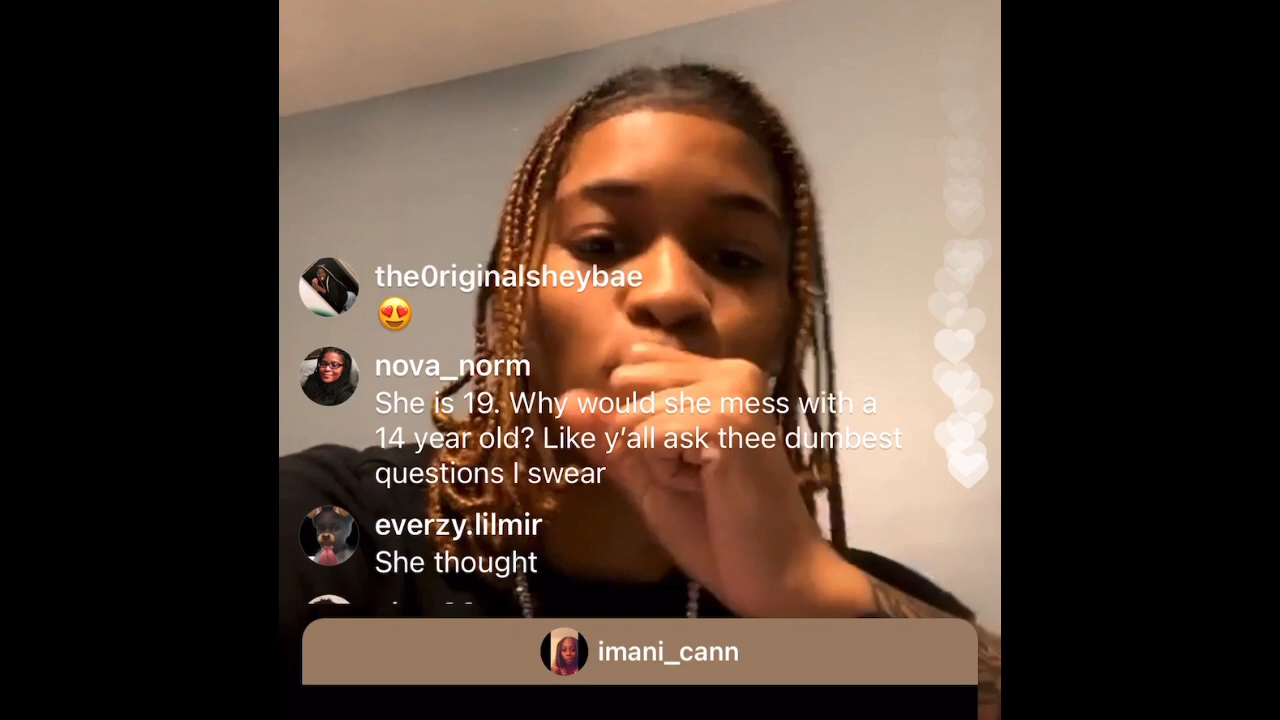 the0riginalsheybae
😍
nova_norm
She is 19. Why would she mess with a
14 year old? Like y’all ask thee dumbest
questions I swear
everzy.lilmir
She thought
imani_cann